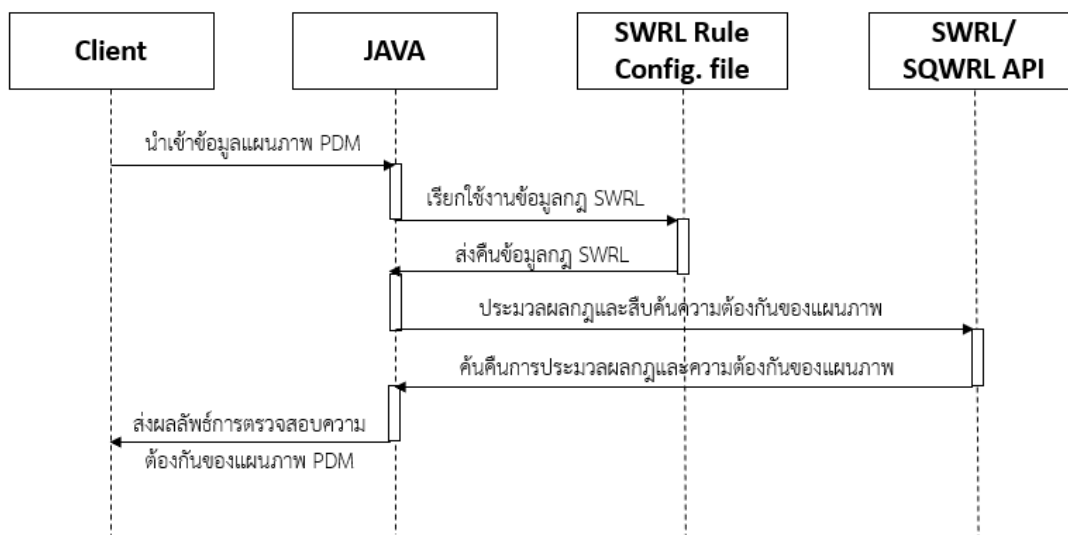 Client
JAVA
SWRL Rule
Config. file
SWRL/
SQWRL API
นำเข้าข้อมูลแผนภาพ PDM
เรียกใช้งานข้อมูลกฎ SWRL
ส่งคืนข้อมูลกฎ SWRL
ประมวลผลกฎและสืบค้นความต้องกันของแผนภาพ
ค้นคืนการประมวลผลกฎและความต้องกันของแผนภาพ
ส่งผลลัพธ์การตรวจสอบความ
ต้องกันของแผนภาพ PDM